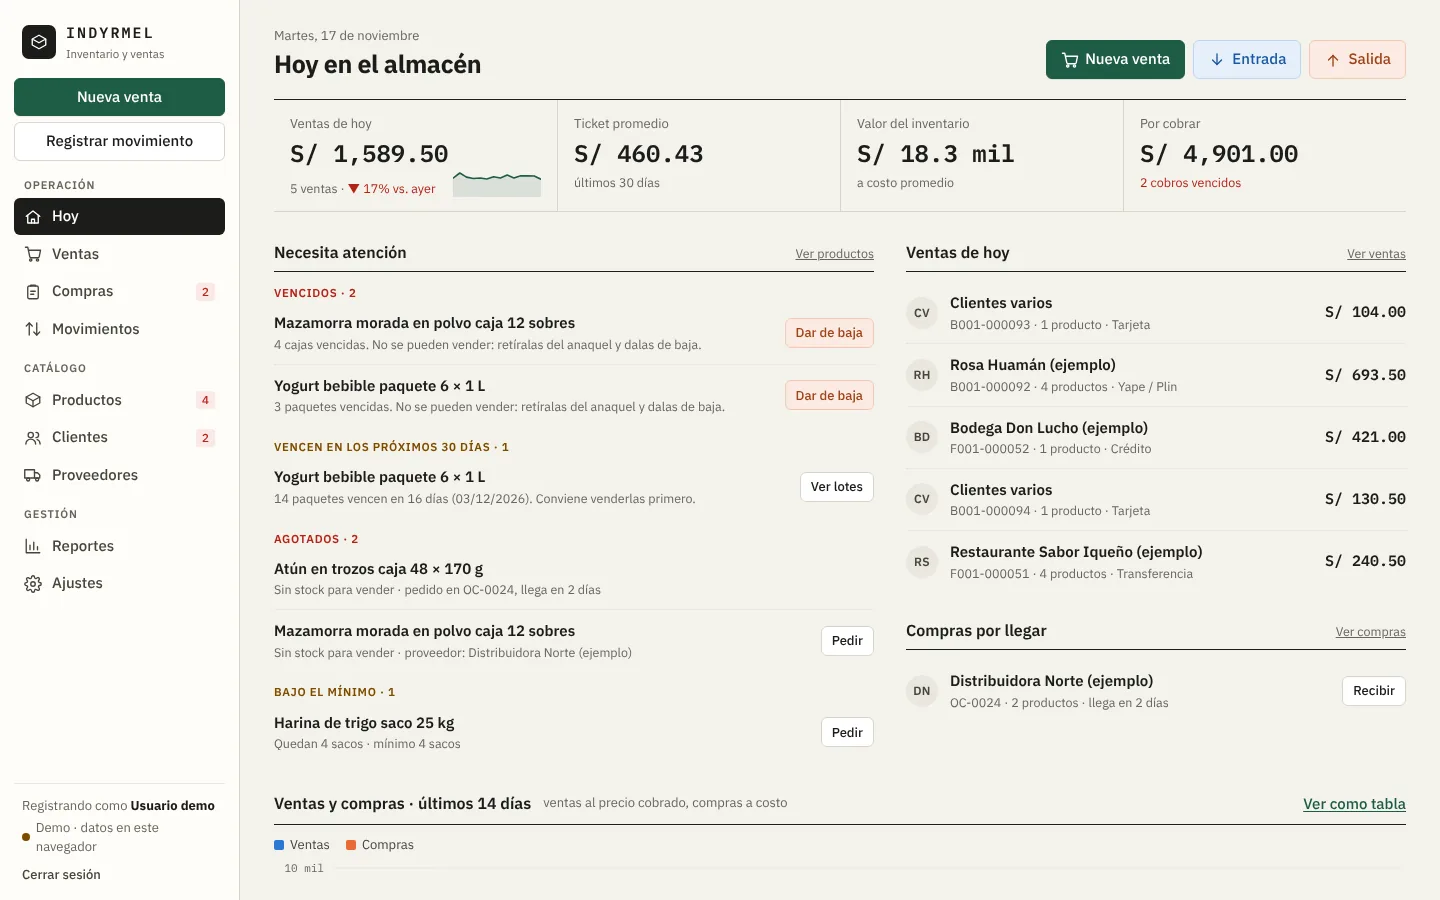 INDYRMEL
Inventario y ventas
Nueva venta
Registrar movimiento
OPERACIÓN
Hoy
Ventas
Compras 2
Movimientos
CATÁLOGO
Productos 4
Clientes 2
Proveedores
GESTIÓN
Reportes
Ajustes
Registrando como Usuario demo
Demo · datos en este
navegador
Cerrar sesión
Martes, 17 de noviembre
Hoy en el almacén
Nueva venta
Entrada
Salida
Ventas de hoy
S/ 1,589.50
5 ventas · ▼ 17% vs. ayer
Ticket promedio
S/ 460.43
últimos 30 días
Valor del inventario
S/ 18.3 mil
a costo promedio
Por cobrar
S/ 4,901.00
2 cobros vencidos
Necesita atención
Ver productos
VENCIDOS · 2
Mazamorra morada en polvo caja 12 sobres
4 cajas vencidas. No se pueden vender: retíralas del anaquel y dalas de baja.
Dar de baja
Yogurt bebible paquete 6 × 1 L
3 paquetes vencidas. No se pueden vender: retíralas del anaquel y dalas de baja.
Dar de baja
VENCEN EN LOS PRÓXIMOS 30 DÍAS · 1
Yogurt bebible paquete 6 × 1 L
14 paquetes vencen en 16 días (03/12/2026). Conviene venderlas primero.
Ver lotes
AGOTADOS · 2
Atún en trozos caja 48 × 170 g
Sin stock para vender · pedido en OC-0024, llega en 2 días
Mazamorra morada en polvo caja 12 sobres
Sin stock para vender · proveedor: Distribuidora Norte (ejemplo)
Pedir
BAJO EL MÍNIMO · 1
Harina de trigo saco 25 kg
Quedan 4 sacos · mínimo 4 sacos
Pedir
Ventas de hoy
Ver ventas
CV
Clientes varios
B001-000093 · 1 producto · Tarjeta
S/ 104.00
RH
Rosa Huamán (ejemplo)
B001-000092 · 4 productos · Yape / Plin
S/ 693.50
BD
Bodega Don Lucho (ejemplo)
F001-000052 · 1 producto · Crédito
S/ 421.00
CV
Clientes varios
B001-000094 · 1 producto · Tarjeta
S/ 130.50
RS
Restaurante Sabor Iqueño (ejemplo)
F001-000051 · 4 productos · Transferencia
S/ 240.50
Compras por llegar
Ver compras
DN
Distribuidora Norte (ejemplo)
OC-0024 · 2 productos · llega en 2 días
Recibir
Ventas y compras · últimos 14 días
ventas al precio cobrado, compras a costo
Ver como tabla
Ventas
Compras
10 mil